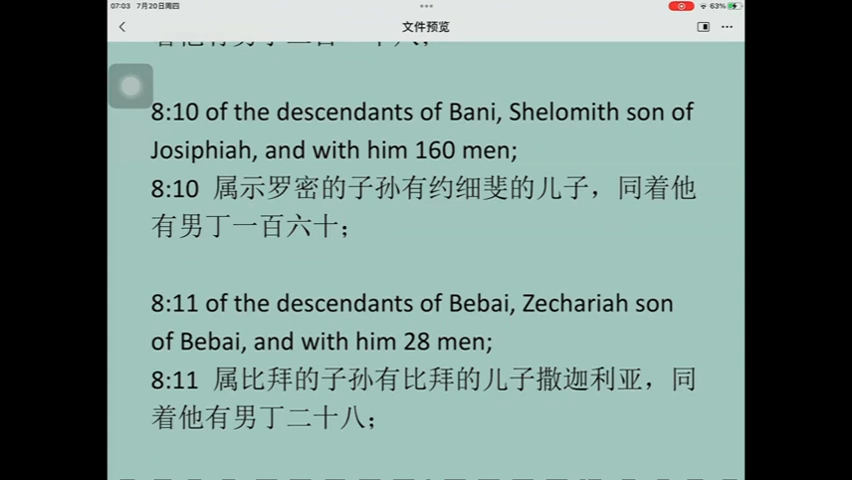 07:03 7月20日周四
63%
文件预览
8:10 of the descendants of Bani, Shelomith son of
Josiphiah, and with him 160 men;
8:10 属示罗密的子孙有约细斐的儿子，同着他
有男丁一百六十；
8:11 of the descendants of Bebai, Zechariah son
of Bebai, and with him 28 men;
8:11 属比拜的子孙有比拜的儿子撒迦利亚，同
着他有男丁二十八；